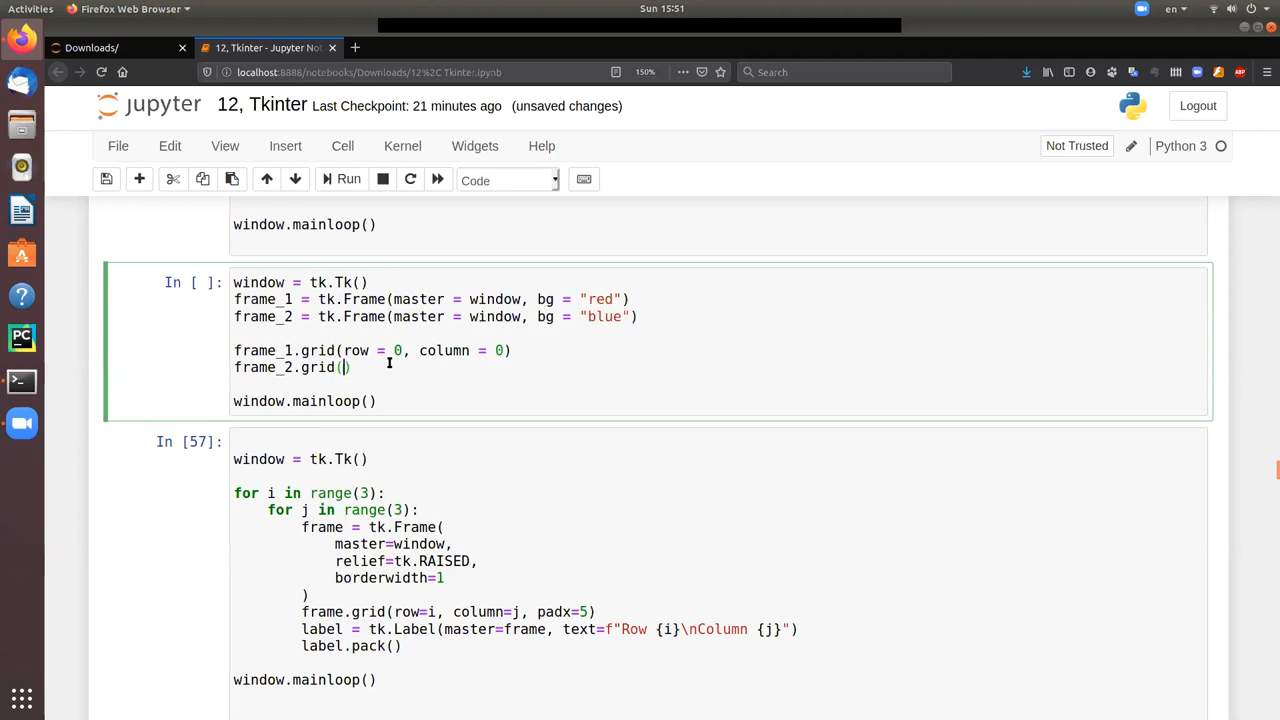 Activities Firefox Web Browser Sun 15:51 en
Downloads/ 12, Tkinter - Jupyter No
localhost:8888/notebooks/Downloads/12%2C Tkinter.ipynb 150% Search
jupyter 12, Tkinter Last Checkpoint: 21 minutes ago (unsaved changes) Logout
File Edit View Insert Cell Kernel Widgets Help Not Trusted Python 3
Run Code
window.mainloop()
In [ ]: window = tk.Tk()
frame_1 = tk.Frame(master = window, bg = "red")
frame_2 = tk.Frame(master = window, bg = "blue")
frame_1.grid(row = 0, column = 0)
frame_2.grid()
window.mainloop()
In [57]:
window = tk.Tk()
for i in range(3):
    for j in range(3):
        frame = tk.Frame(
            master=window,
            relief=tk.RAISED,
            borderwidth=1
        )
        frame.grid(row=i, column=j, padx=5)
        label = tk.Label(master=frame, text=f"Row {i}\nColumn {j}")
        label.pack()
window.mainloop()